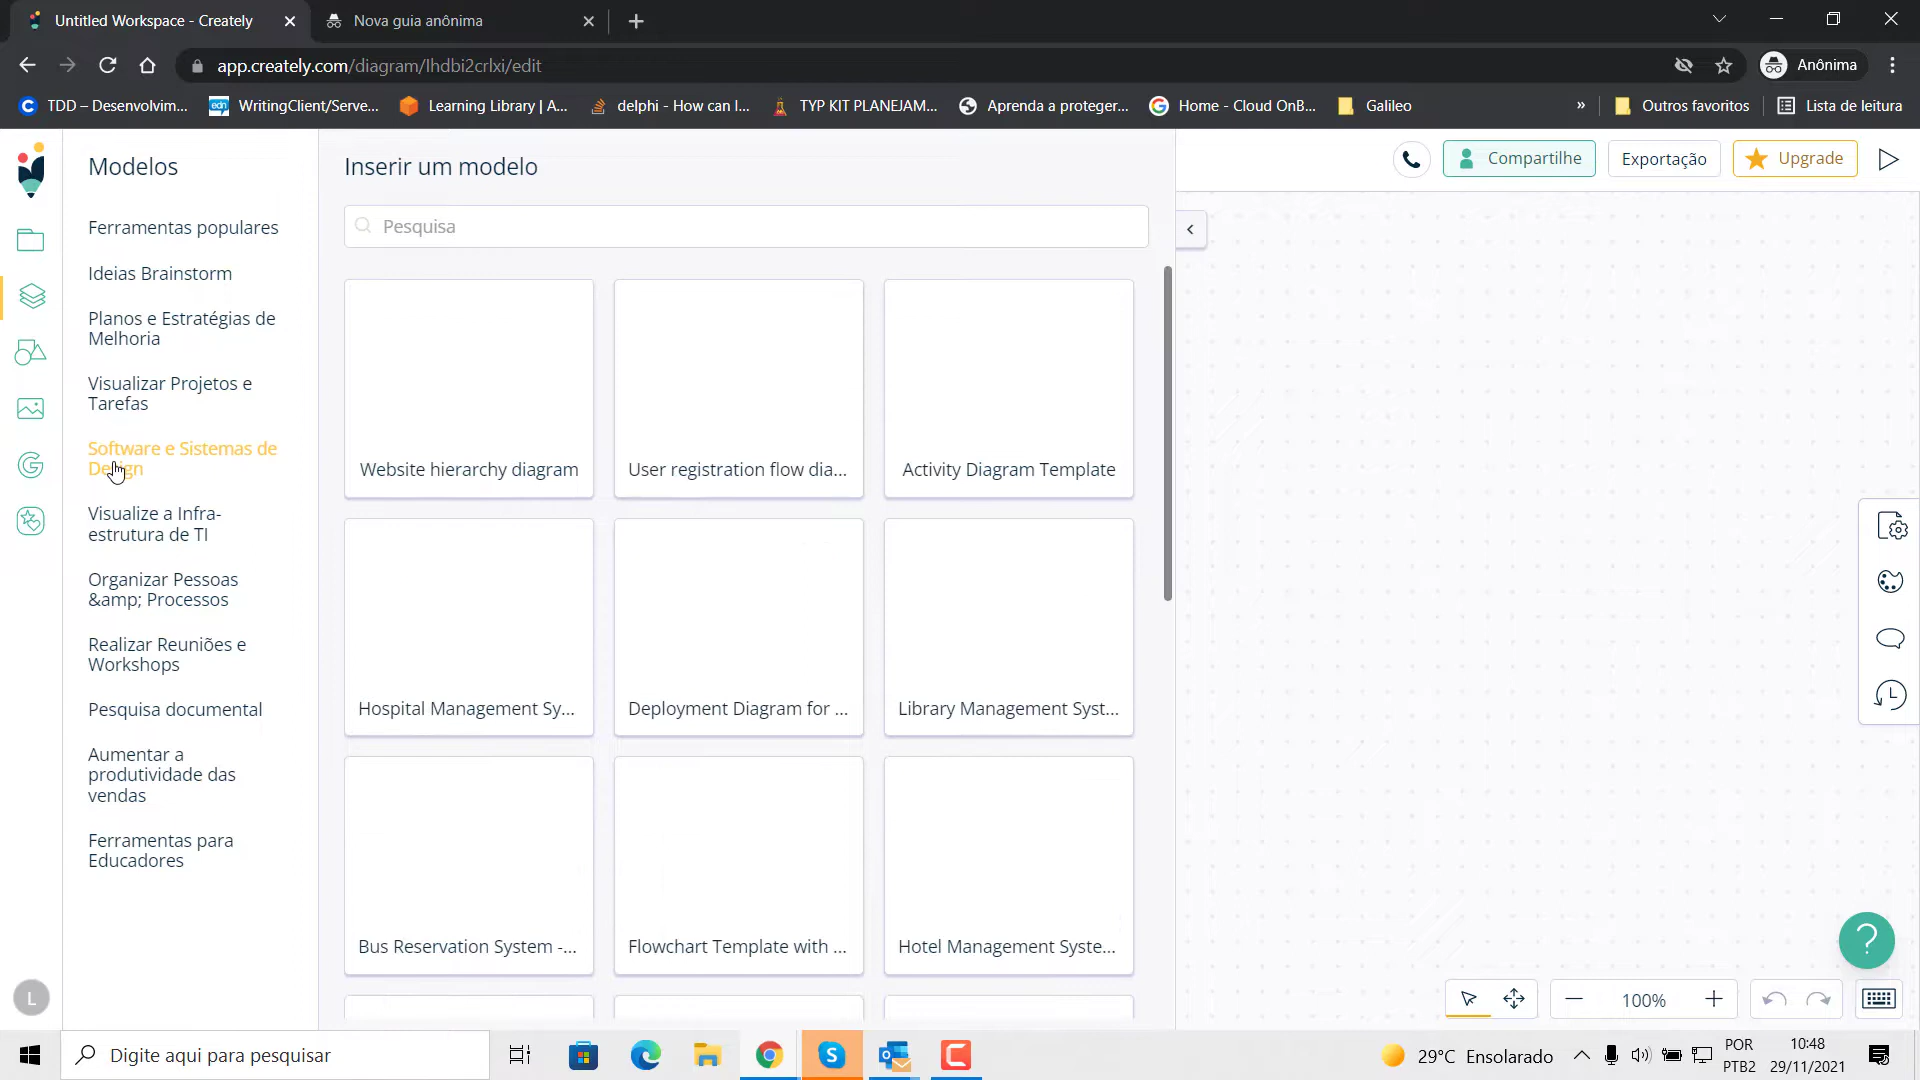 Untitled Workspace - Creately
Nova guia anônima
app.creately.com/diagram/lhdbi2crlxi/edit
Anônima
TDD – Desenvolvim...
WritingClient/Serve...
Learning Library | A...
delphi - How can I...
TYP KIT PLANEJAM...
Aprenda a proteger...
Home - Cloud OnB...
Galileo
»
Outros favoritos
Lista de leitura
Modelos
Ferramentas populares
Ideias Brainstorm
Planos e Estratégias de
Melhoria
Visualizar Projetos e
Tarefas
Software e Sistemas de
Design
Visualize a Infra-
estrutura de TI
Organizar Pessoas
&amp; Processos
Realizar Reuniões e
Workshops
Pesquisa documental
Aumentar a
produtividade das
vendas
Ferramentas para
Educadores
L
Inserir um modelo
Pesquisa
Website hierarchy diagram
User registration flow dia...
Activity Diagram Template
Hospital Management Sy...
Deployment Diagram for ...
Library Management Syst...
Bus Reservation System -...
Flowchart Template with ...
Hotel Management Syste...
Compartilhe
Exportação
Upgrade
?
100%
Digite aqui para pesquisar
29°C Ensolarado
POR
PTB2
10:48
29/11/2021